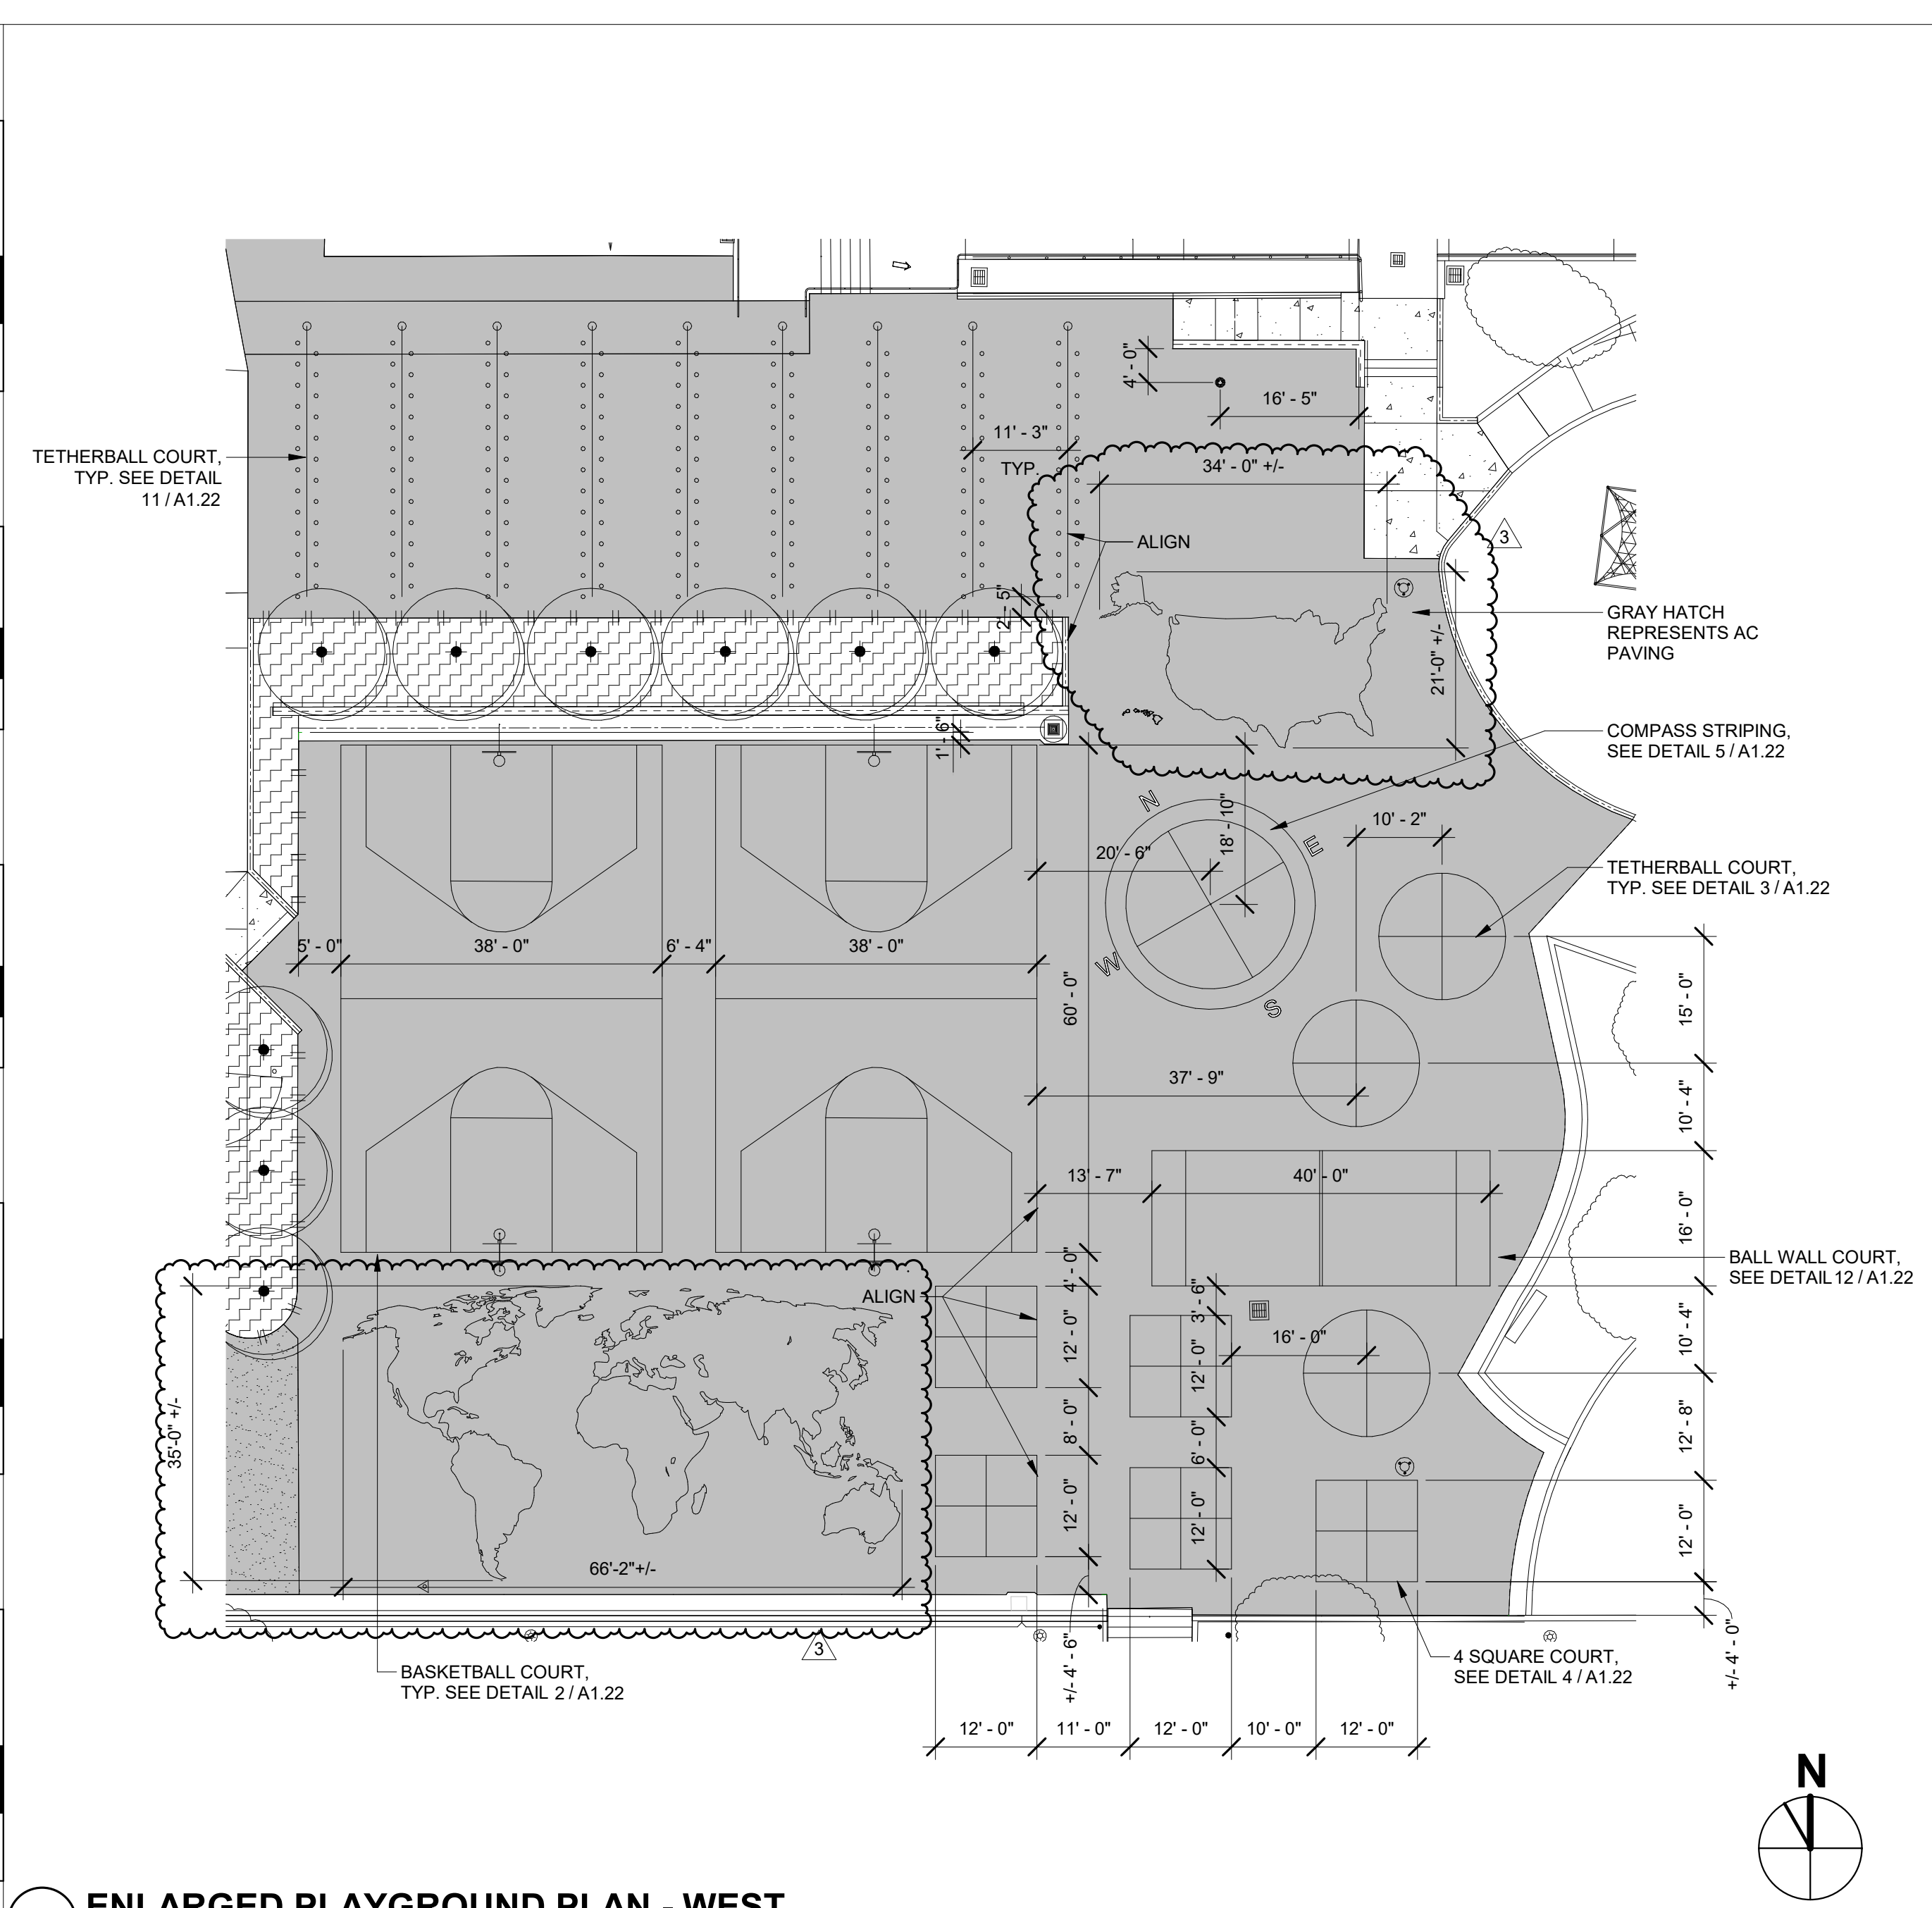 4' - 0"
16' - 5"
11' - 3"
TYP.
34' - 0" +/-
TETHERBALL COURT,
TYP. SEE DETAIL
11 / A1.22
ALIGN
3
2' - 5"
GRAY HATCH
REPRESENTS AC
PAVING
21'-0" +/-
1' - 6"
COMPASS STRIPING,
SEE DETAIL 5 / A1.22
N
E
S
W
18' - 10"
20' - 6"
10' - 2"
TETHERBALL COURT,
TYP. SEE DETAIL 3 / A1.22
5' - 0"
38' - 0"
6' - 4"
38' - 0"
60' - 0"
15' - 0"
37' - 9"
10' - 4"
13' - 7"
40' - 0"
16' - 0"
BALL WALL COURT,
SEE DETAIL 12 / A1.22
4' - 0"
ALIGN
3' - 6"
12' - 0"
12' - 0"
16' - 0"
10' - 4"
35'-0" +/-
8' - 0"
6' - 0"
12' - 8"
12' - 0"
12' - 0"
12' - 0"
66'-2"+/-
3
+/- 4' - 6"
+/- 4' - 0"
BASKETBALL COURT,
TYP. SEE DETAIL 2 / A1.22
4 SQUARE COURT,
SEE DETAIL 4 / A1.22
12' - 0"
11' - 0"
12' - 0"
10' - 0"
12' - 0"
N
ENLARGED PLAYGROUND PLAN - WEST